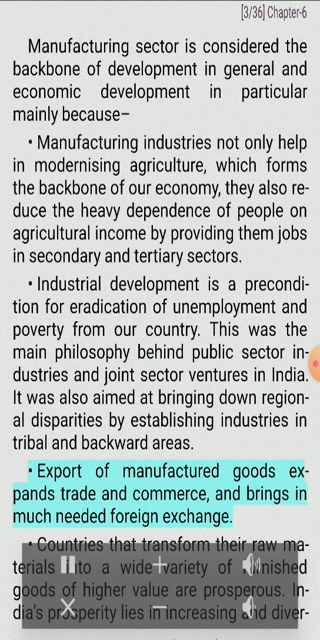 [3/36] Chapter-6
Manufacturing sector is considered the
backbone of development in general and
economic development in particular
mainly because–
• Manufacturing industries not only help
in modernising agriculture, which forms
the backbone of our economy, they also re-
duce the heavy dependence of people on
agricultural income by providing them jobs
in secondary and tertiary sectors.
• Industrial development is a precondi-
tion for eradication of unemployment and
poverty from our country. This was the
main philosophy behind public sector in-
dustries and joint sector ventures in India.
It was also aimed at bringing down region-
al disparities by establishing industries in
tribal and backward areas.
• Export of manufactured goods ex-
pands trade and commerce, and brings in
much needed foreign exchange.
• Countries that transform their raw ma-
terials into a wide variety of finished
goods of higher value are prosperous. In-
dia's prosperity lies in increasing and diver-